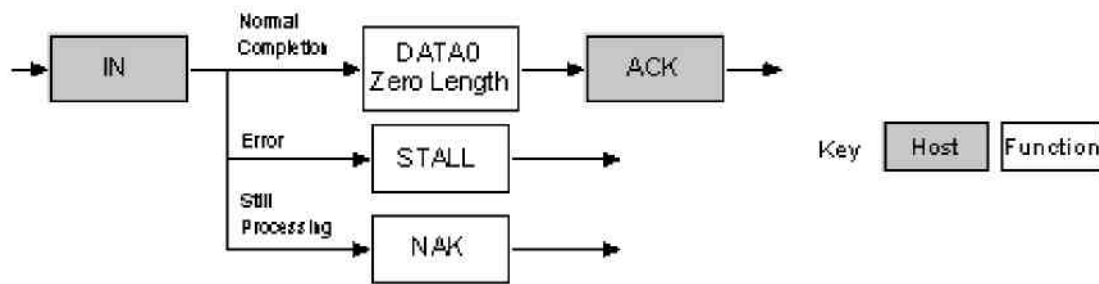 Normal
Completion
IN
DATA0
Zero Length
ACK
Error
STALL
Key
Host
Function
Still
Processing
NAK